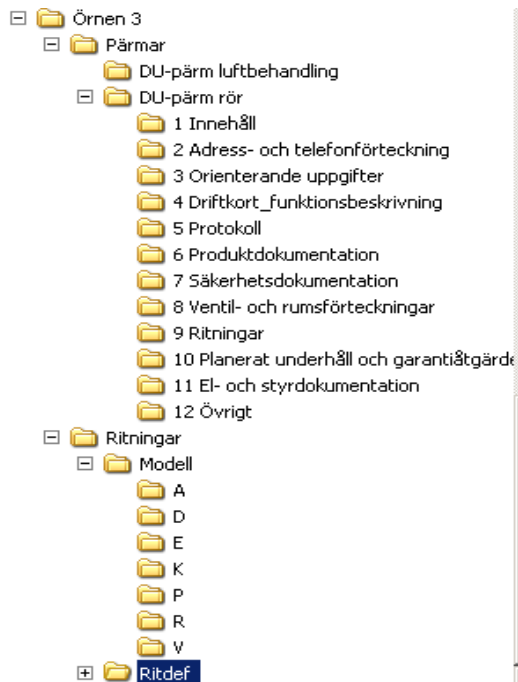 Örnen 3
Pärmar
DU-pärm luftbehandling
DU-pärm rör
1 Innehåll
2 Adress- och telefonförteckning
3 Orienterande uppgifter
4 Driftkort_funktionsbeskrivning
5 Protokoll
6 Produktdokumentation
7 Säkerhetsdokumentation
8 Ventil- och rumsförteckningar
9 Ritningar
10 Planerat underhåll och garantiåtgärde
11 El- och styrdokumentation
12 Övrigt
Ritningar
Modell
A
D
E
K
P
R
V
Ritdef